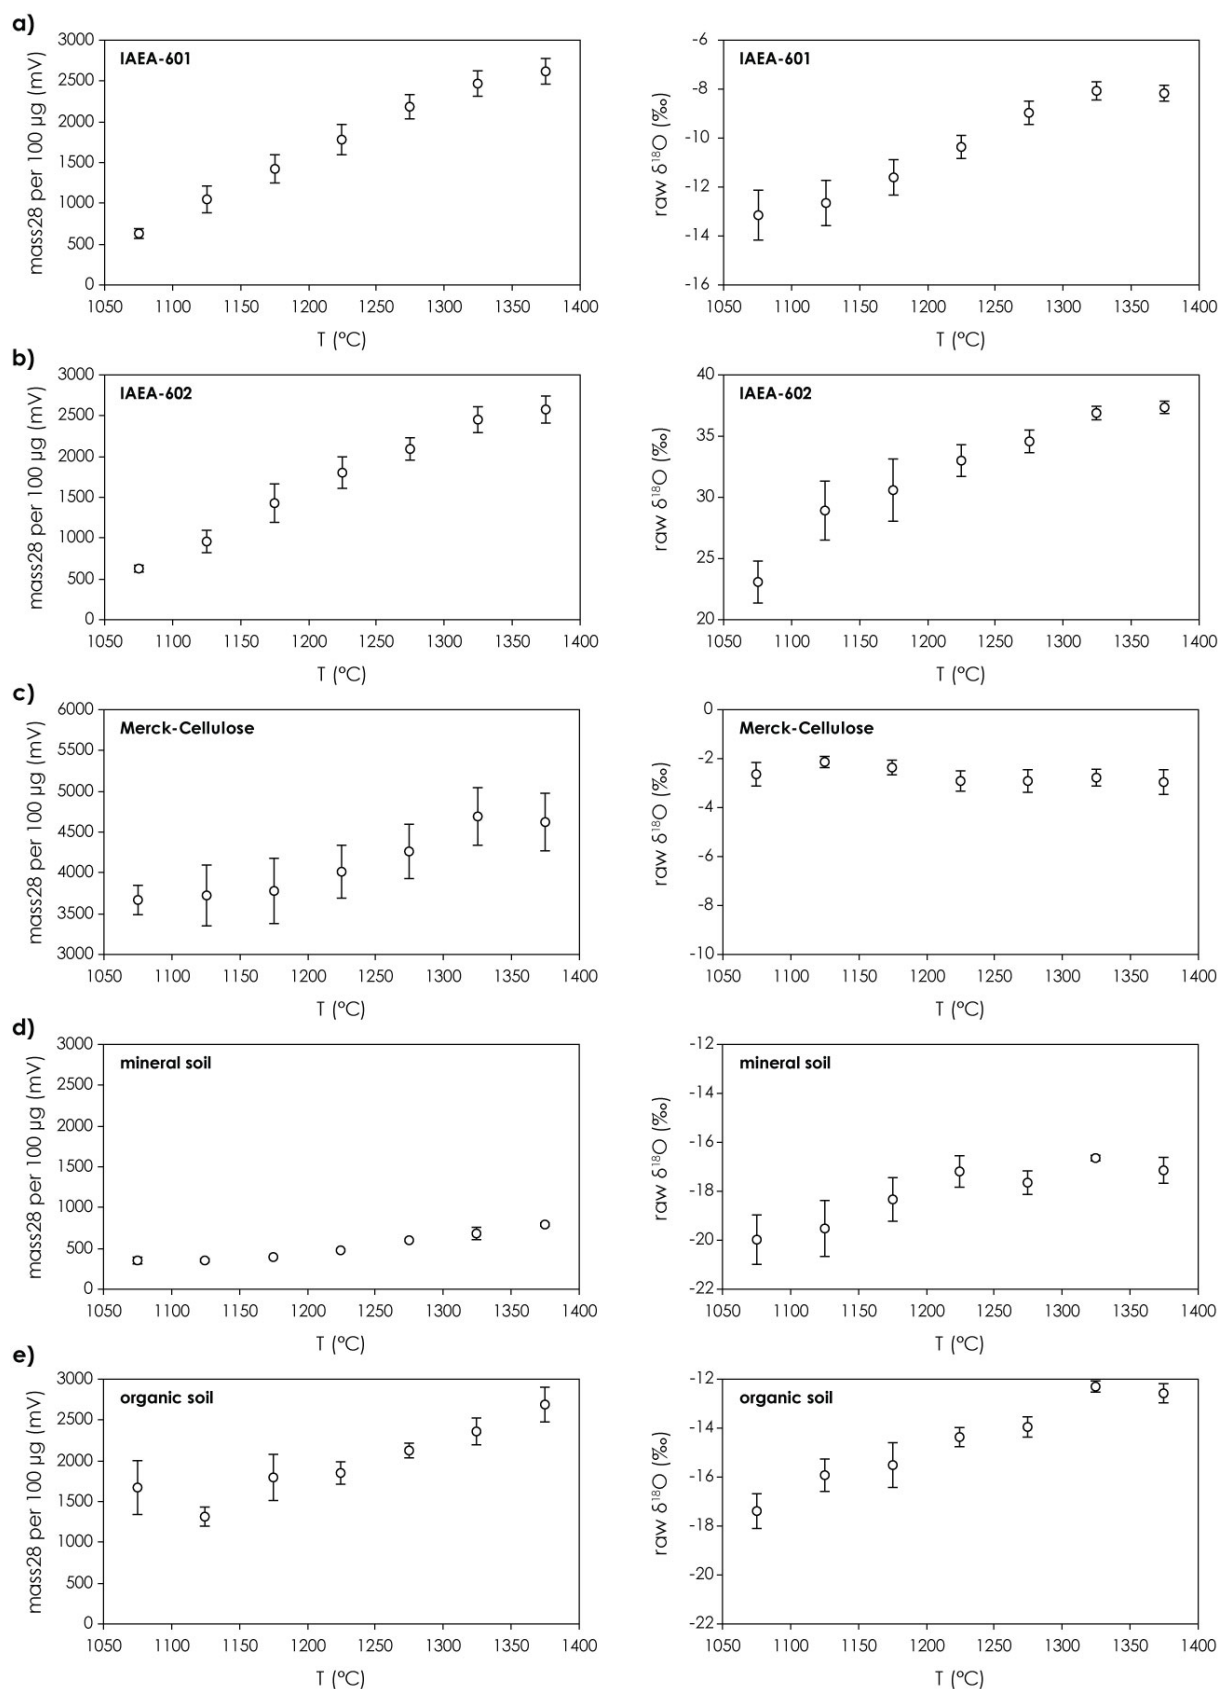 a)
3000
2500
2000
1500
1000
500
0
mass28 per 100 µg (mV)
IAEA-601
1050 1100 1150 1200 1250 1300 1350 1400
T (°C)
-6
-8
-10
-12
-14
-16
raw δ¹⁸O (‰)
IAEA-601
1050 1100 1150 1200 1250 1300 1350 1400
T (°C)
b)
3000
2500
2000
1500
1000
500
0
mass28 per 100 µg (mV)
IAEA-602
1050 1100 1150 1200 1250 1300 1350 1400
T (°C)
40
35
30
25
20
raw δ¹⁸O (‰)
IAEA-602
1050 1100 1150 1200 1250 1300 1350 1400
T (°C)
c)
6000
5500
5000
4500
4000
3500
3000
mass28 per 100 µg (mV)
Merck-Cellulose
1050 1100 1150 1200 1250 1300 1350 1400
T (°C)
0
-2
-4
-6
-8
-10
raw δ¹⁸O (‰)
Merck-Cellulose
1050 1100 1150 1200 1250 1300 1350 1400
T (°C)
d)
3000
2500
2000
1500
1000
500
0
mass28 per 100 µg (mV)
mineral soil
1050 1100 1150 1200 1250 1300 1350 1400
T (°C)
-12
-14
-16
-18
-20
-22
raw δ¹⁸O (‰)
mineral soil
1050 1100 1150 1200 1250 1300 1350 1400
T (°C)
e)
3000
2500
2000
1500
1000
500
0
mass28 per 100 µg (mV)
organic soil
1050 1100 1150 1200 1250 1300 1350 1400
T (°C)
-12
-14
-16
-18
-20
-22
raw δ¹⁸O (‰)
organic soil
1050 1100 1150 1200 1250 1300 1350 1400
T (°C)